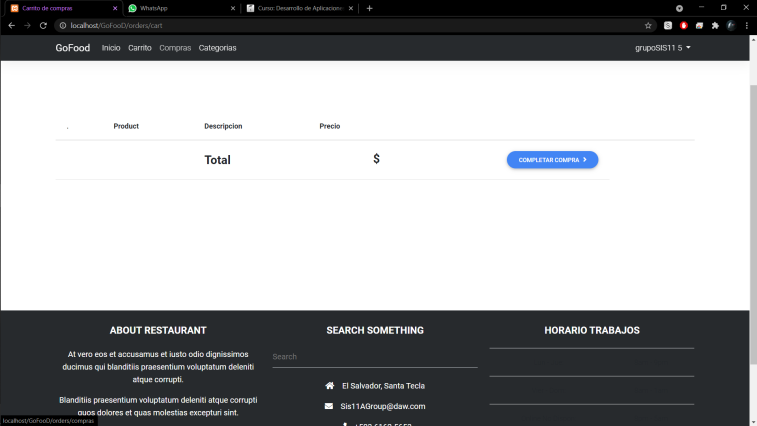 Carrito de compras
WhatsApp
Curso: Desarrollo de Aplicacione
localhost/GoFooD/orders/cart
GoFood Inicio Carrito Compras Categorias grupoSIS11 5
. Product Descripcion Precio
Total $ COMPLETAR COMPRA
ABOUT RESTAURANT
At vero eos et accusamus et iusto odio dignissimos
ducimus qui blanditiis praesentium voluptatum deleniti
atque corrupti.
Blanditiis praesentium voluptatum deleniti atque corrupti
quos dolores et quas molestias excepturi sint.
SEARCH SOMETHING
Search
El Salvador, Santa Tecla
Sis11AGroup@daw.com
HORARIO TRABAJOS
localhost/GoFooD/orders/compras